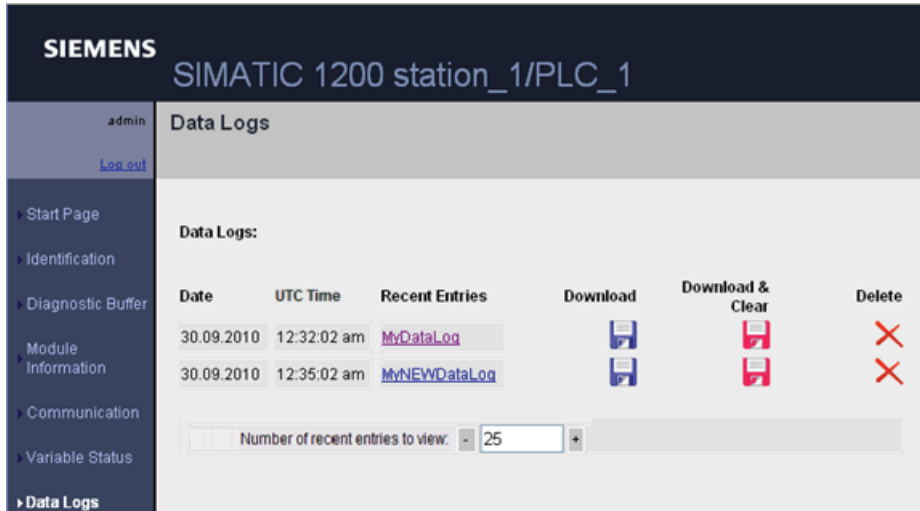 SIEMENS
SIMATIC 1200 station_1/PLC_1
admin
Log out
Data Logs
Start Page
Identification
Diagnostic Buffer
Module
Information
Communication
Variable Status
Data Logs
Data Logs:
Date UTC Time Recent Entries Download Download & Clear Delete
30.09.2010 12:32:02 am MyDataLog
30.09.2010 12:35:02 am MyNEWDataLog
Number of recent entries to view: - 25 +